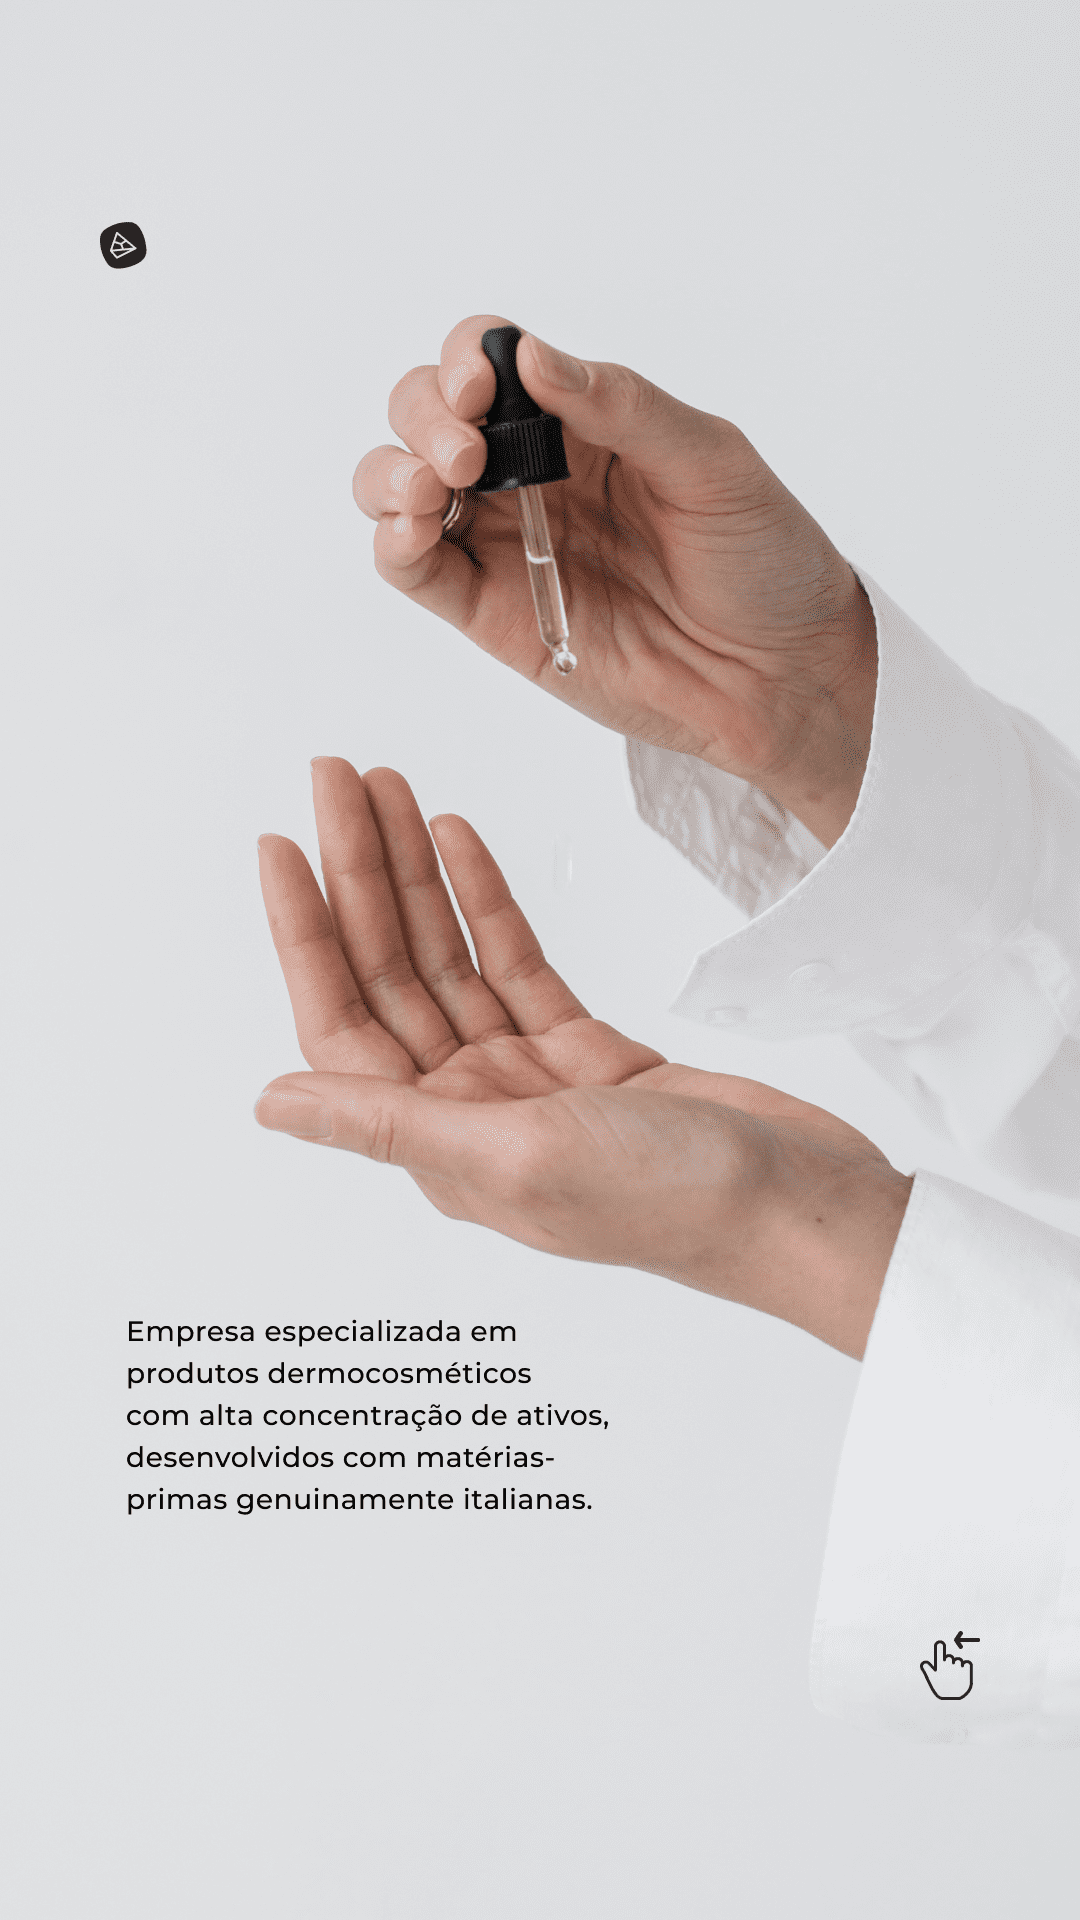 Empresa especializada em
produtos dermocosméticos
com alta concentração de ativos,
desenvolvidos com matérias-
primas genuinamente italianas.